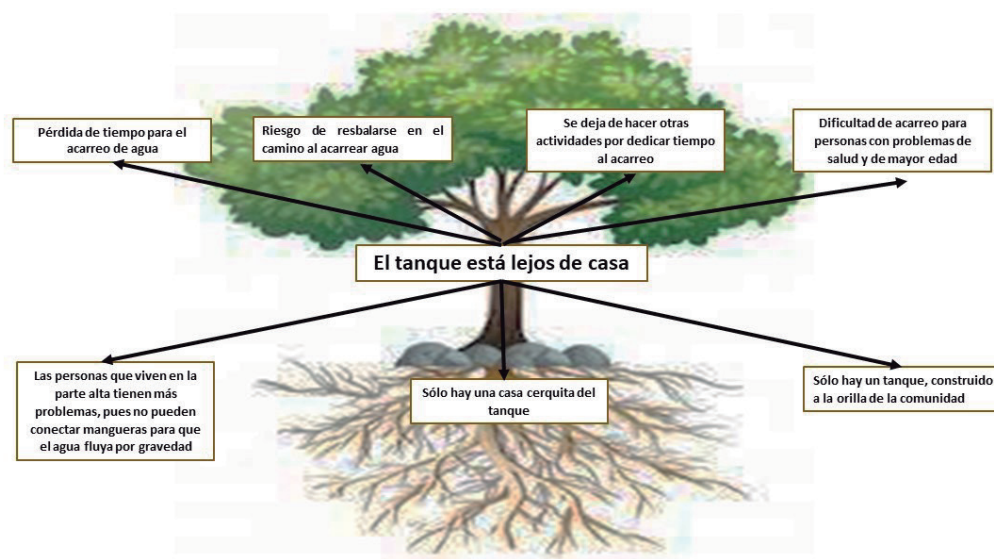 Pérdida de tiempo para el
acarreo de agua
Riesgo de resbalarse en el
camino al acarrear agua
Se deja de hacer otras
actividades por dedicar tiempo
al acarreo
Dificultad de acarreo para
personas con problemas de
salud y de mayor edad
El tanque está lejos de casa
Las personas que viven en la
parte alta tienen más
problemas, pues no pueden
conectar mangueras para que
el agua fluya por gravedad
Sólo hay una casa cerquita del
tanque
Sólo hay un tanque, construido
a la orilla de la comunidad